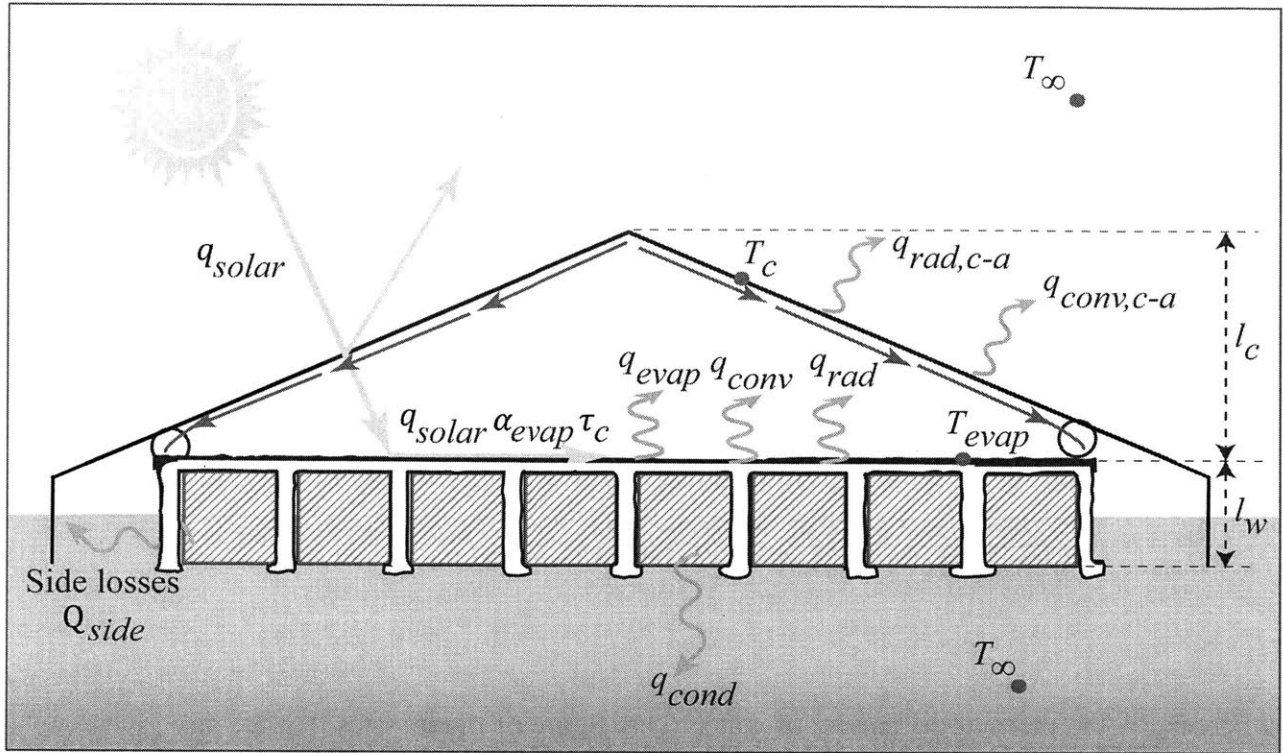 T∞
q_solar
T_c
q_rad,c-a
q_conv,c-a
l_c
q_evap q_conv q_rad
q_solar α_evap τ_c
T_evap
l_w
Side losses
Q_side
q_cond
T∞